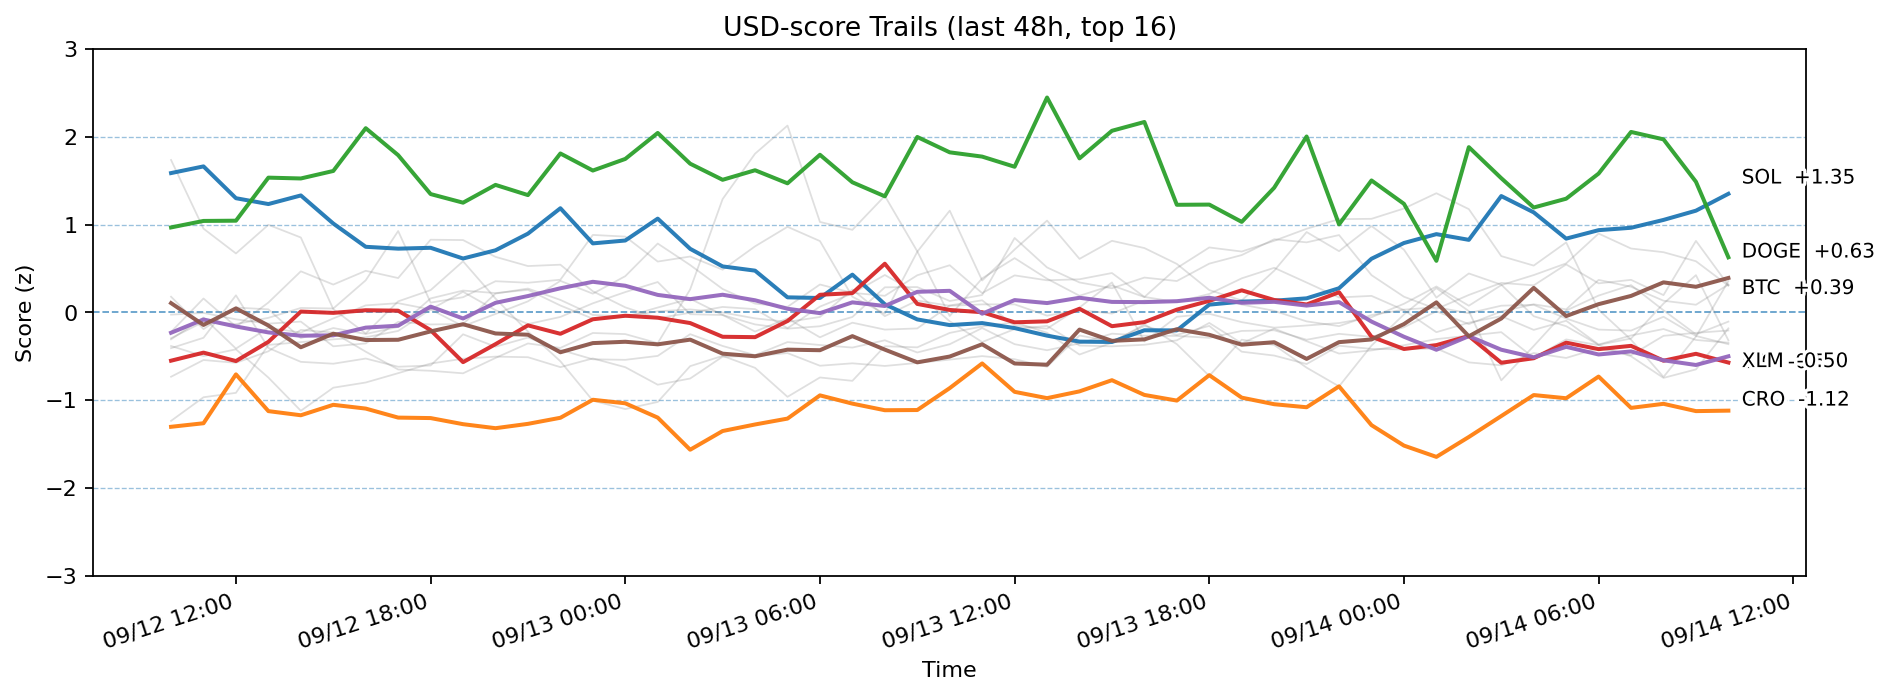 USD-score Trails (last 48h, top 16)
Score (z)
3
2
1
0
−1
−2
−3
SOL +1.35
DOGE +0.63
BTC +0.39
XLM -0.50
CRO -1.12
09/12 12:00
09/12 18:00
09/13 00:00
09/13 06:00
09/13 12:00
09/13 18:00
09/14 00:00
09/14 06:00
09/14 12:00
Time